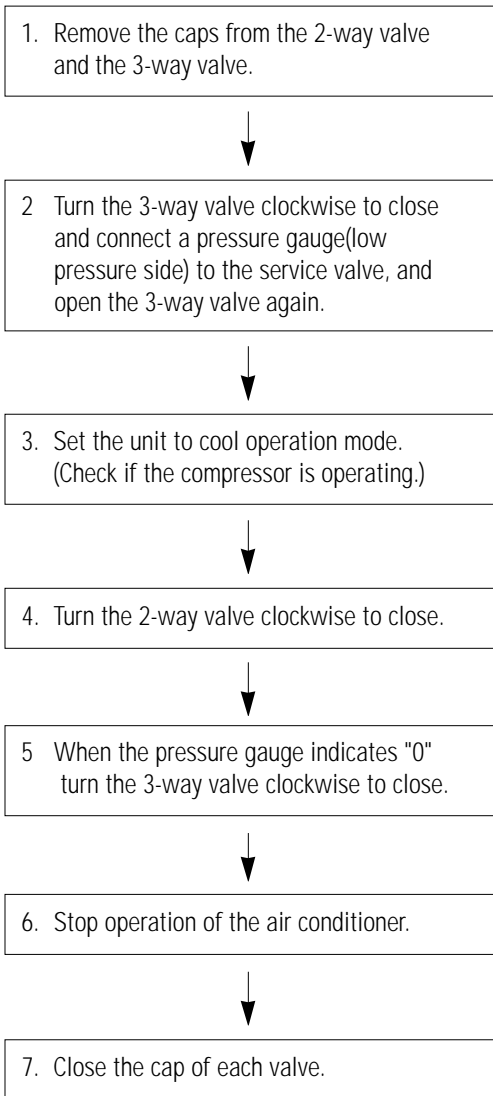 1. Remove the caps from the 2-way valve
and the 3-way valve.
2 Turn the 3-way valve clockwise to close
and connect a pressure gauge(low
pressure side) to the service valve, and
open the 3-way valve again.
3. Set the unit to cool operation mode.
(Check if the compressor is operating.)
4. Turn the 2-way valve clockwise to close.
5 When the pressure gauge indicates "0"
turn the 3-way valve clockwise to close.
6. Stop operation of the air conditioner.
7. Close the cap of each valve.